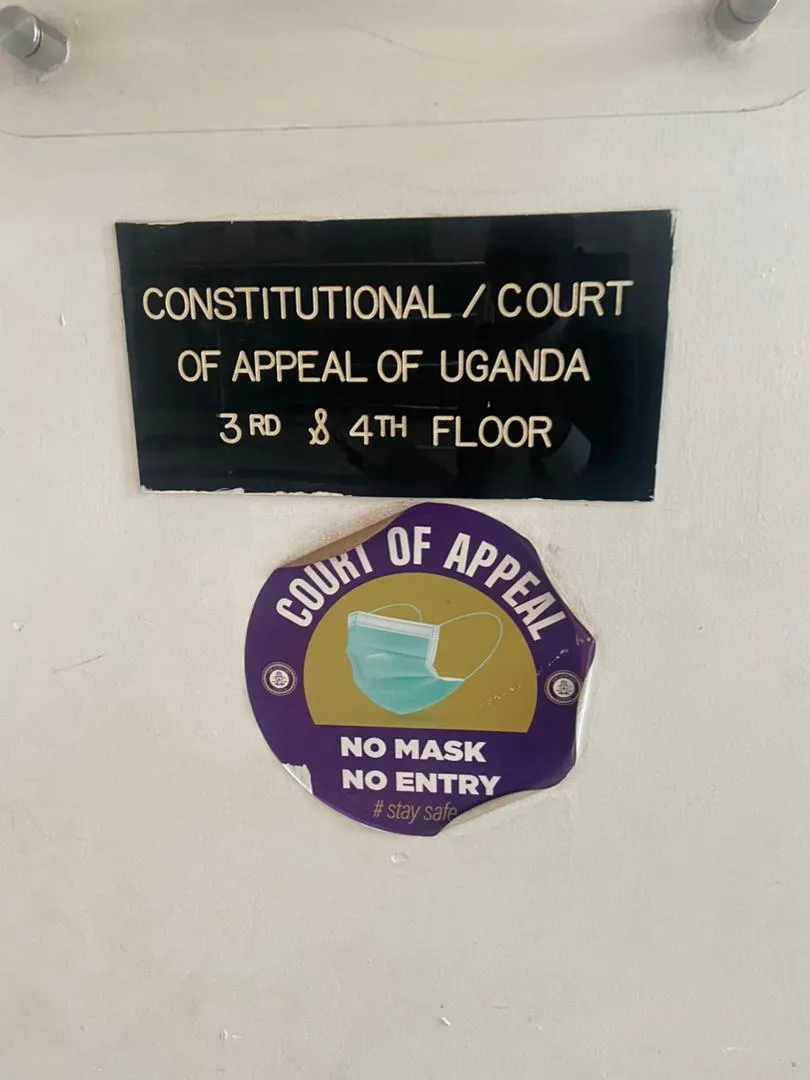 CONSTITUTIONAL / COURT
OF APPEAL OF UGANDA
3RD & 4TH FLOOR
COURT OF APPEAL
NO MASK
NO ENTRY
# stay safe